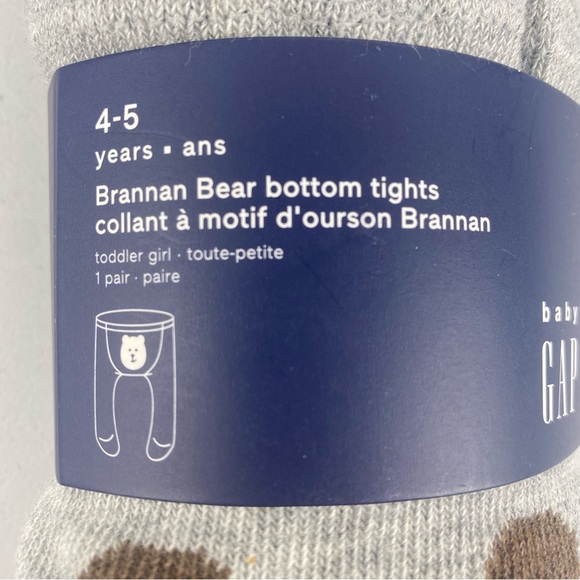 4-5
years ▪ ans
Brannan Bear bottom tights
collant à motif d'ourson Brannan
toddler girl · toute-petite
1 pair · paire
baby
GAP